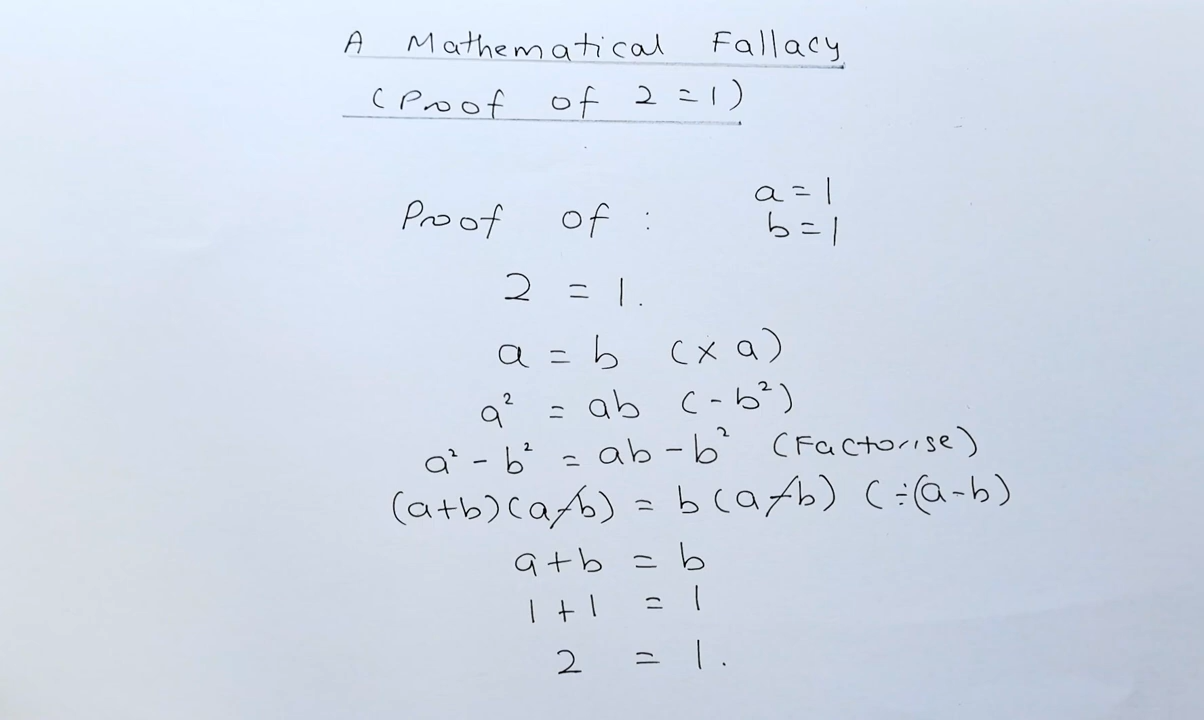 A Mathematical Fallacy
(Proof of 2 = 1)
Proof of :
a = 1
b = 1
2 = 1.
a = b (× a)
a² = ab (- b²)
a² - b² = ab - b² (Factorise)
(a+b)(a-b) = b(a-b) (÷(a-b)
a+b = b
1+1 = 1
2 = 1.